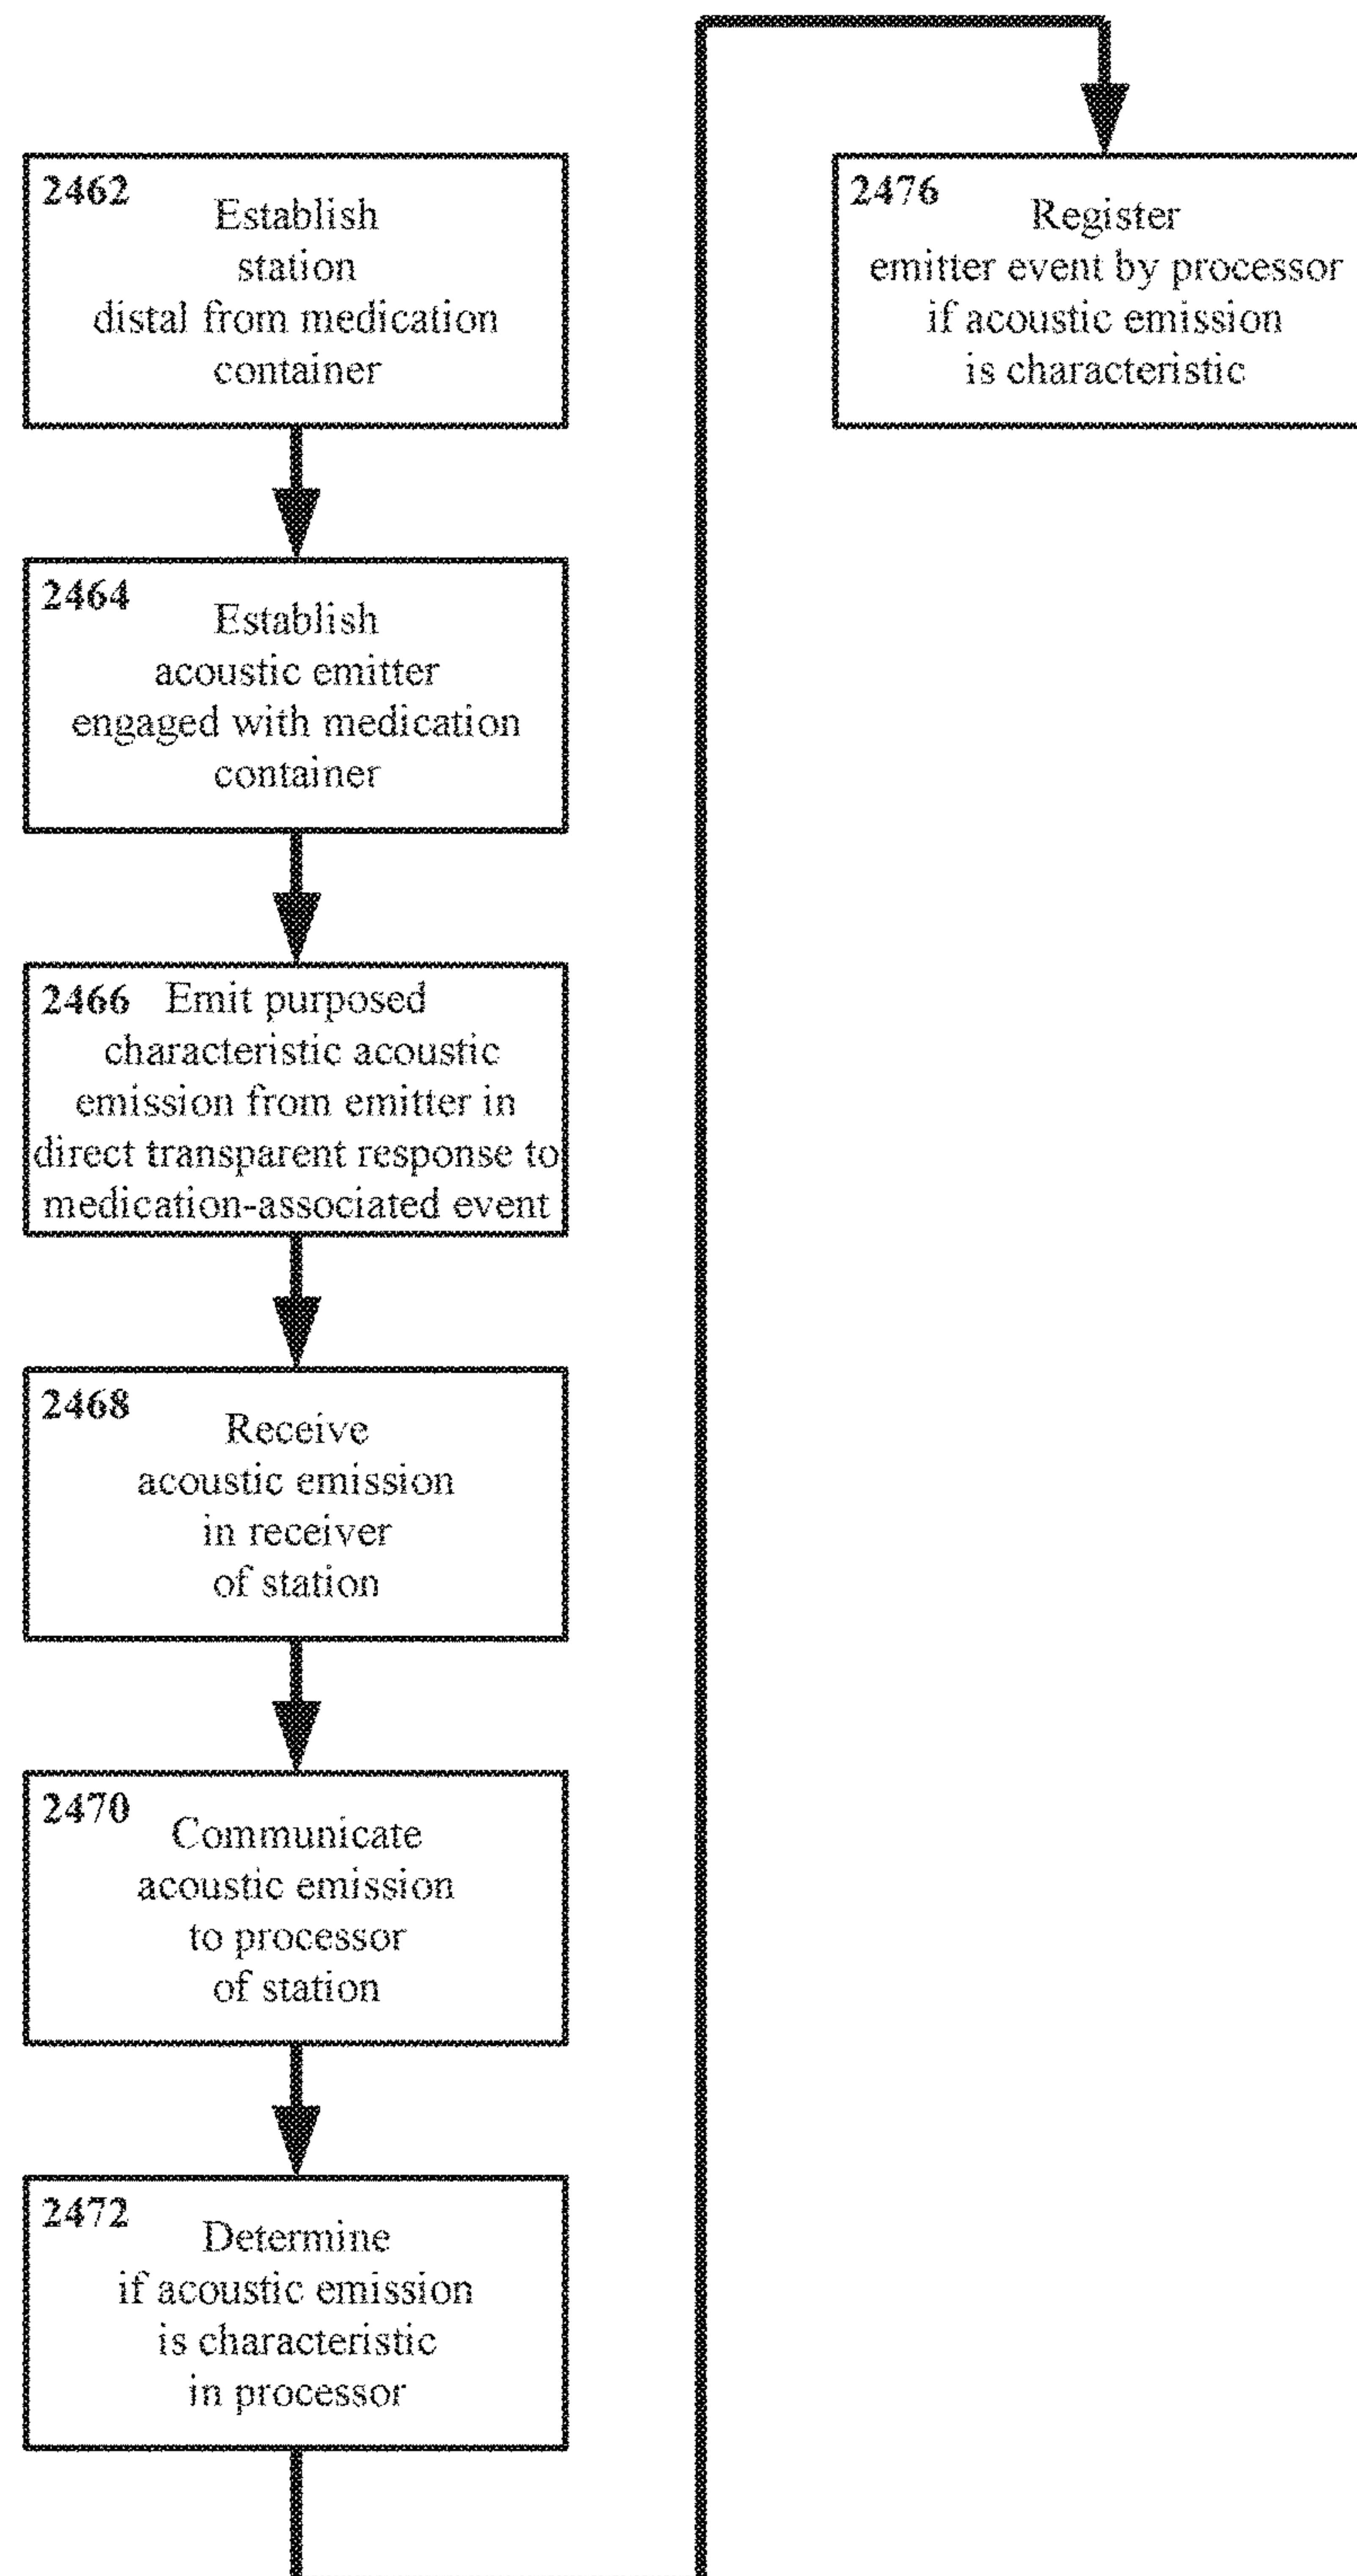 2462
Establish
station
distal from medication
container
2464
Establish
acoustic emitter
engaged with medication
container
2466 Emit purposed
characteristic acoustic
emission from emitter in
direct transparent response to
medication-associated event
2468
Receive
acoustic emission
in receiver
of station
2470
Communicate
acoustic emission
to processor
of station
2472
Determine
if acoustic emission
is characteristic
in processor
2476
Register
emitter event by processor
if acoustic emission
is characteristic